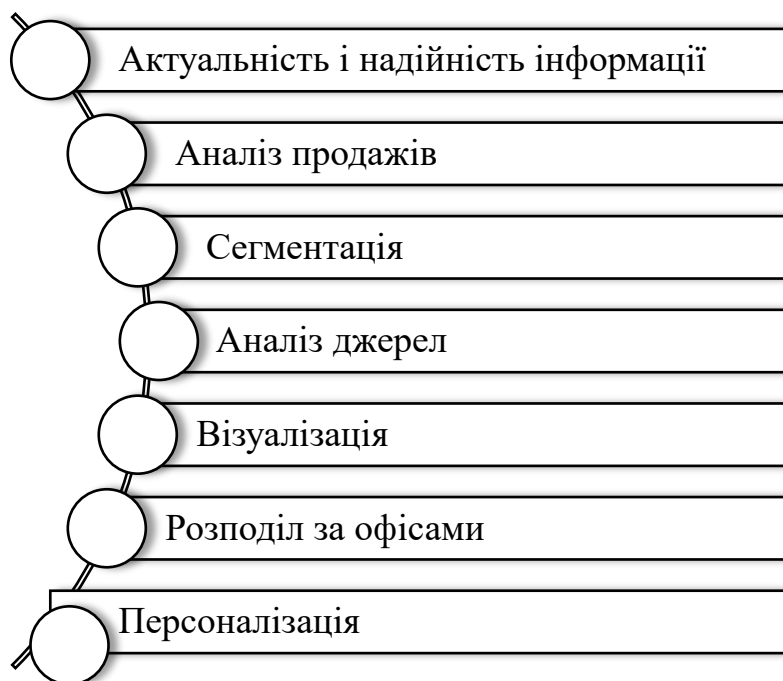 Актуальність і надійність інформації
Аналіз продажів
Сегментація
Аналіз джерел
Візуалізація
Розподіл за офісами
Персоналізація